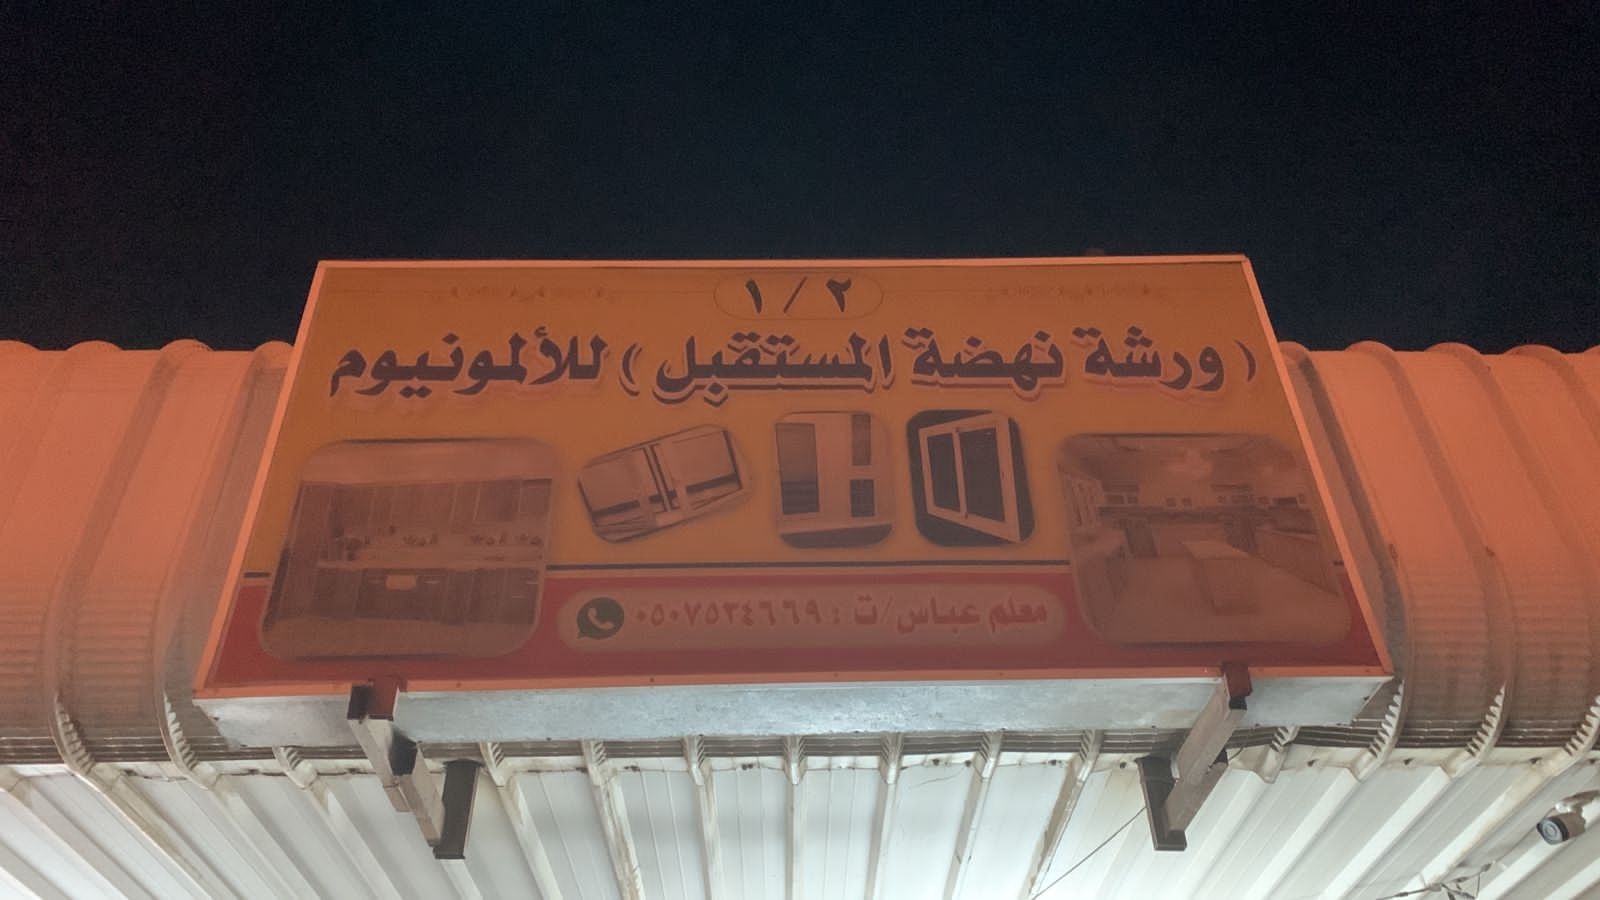 ٢ / ١
( ورشة نهضة المستقبل ) للألمونيوم
معلم عباس/ت : ٠٥٠٧٥٣٤٦٦٩